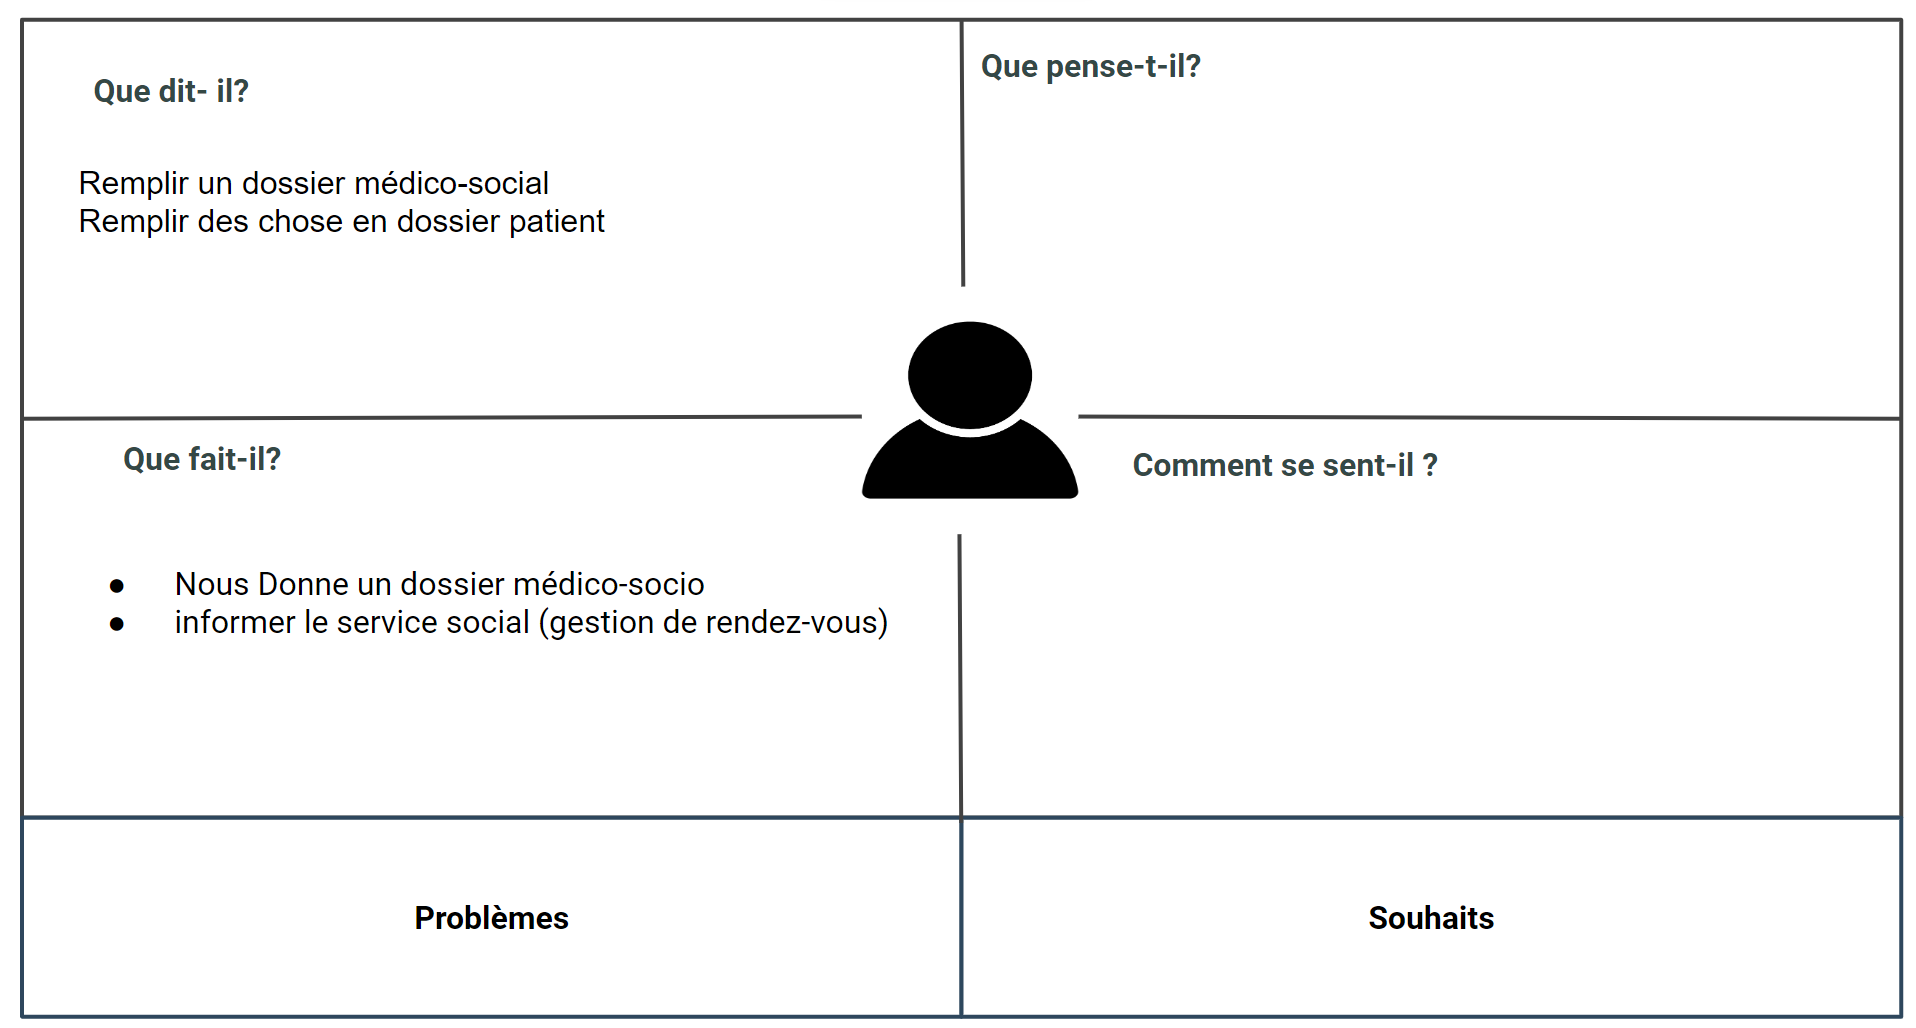 Que dit- il?
Remplir un dossier médico-social
Remplir des chose en dossier patient
Que pense-t-il?
Que fait-il?
● Nous Donne un dossier médico-socio
● informer le service social (gestion de rendez-vous)
Comment se sent-il ?
Problèmes
Souhaits